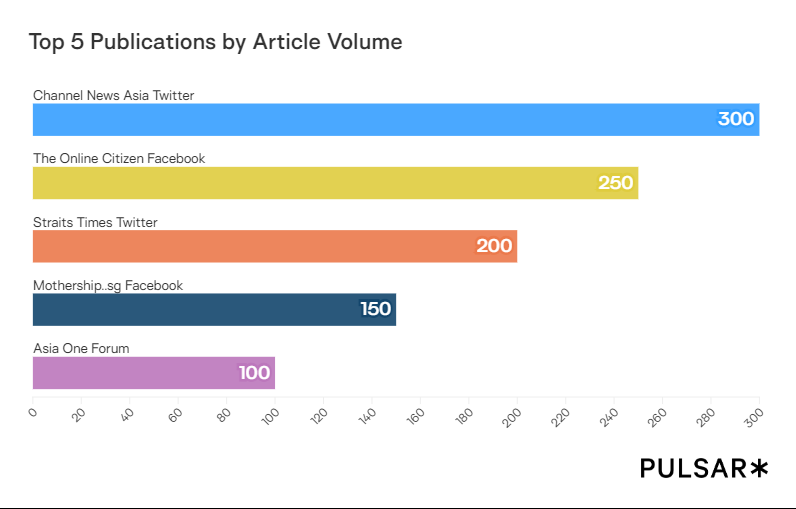 Top 5 Publications by Article Volume
Channel News Asia Twitter
300
The Online Citizen Facebook
250
Straits Times Twitter
200
Mothership..sg Facebook
150
Asia One Forum
100
0 20 40 60 80 100 120 140 160 180 200 220 240 260 280 300
PULSAR*